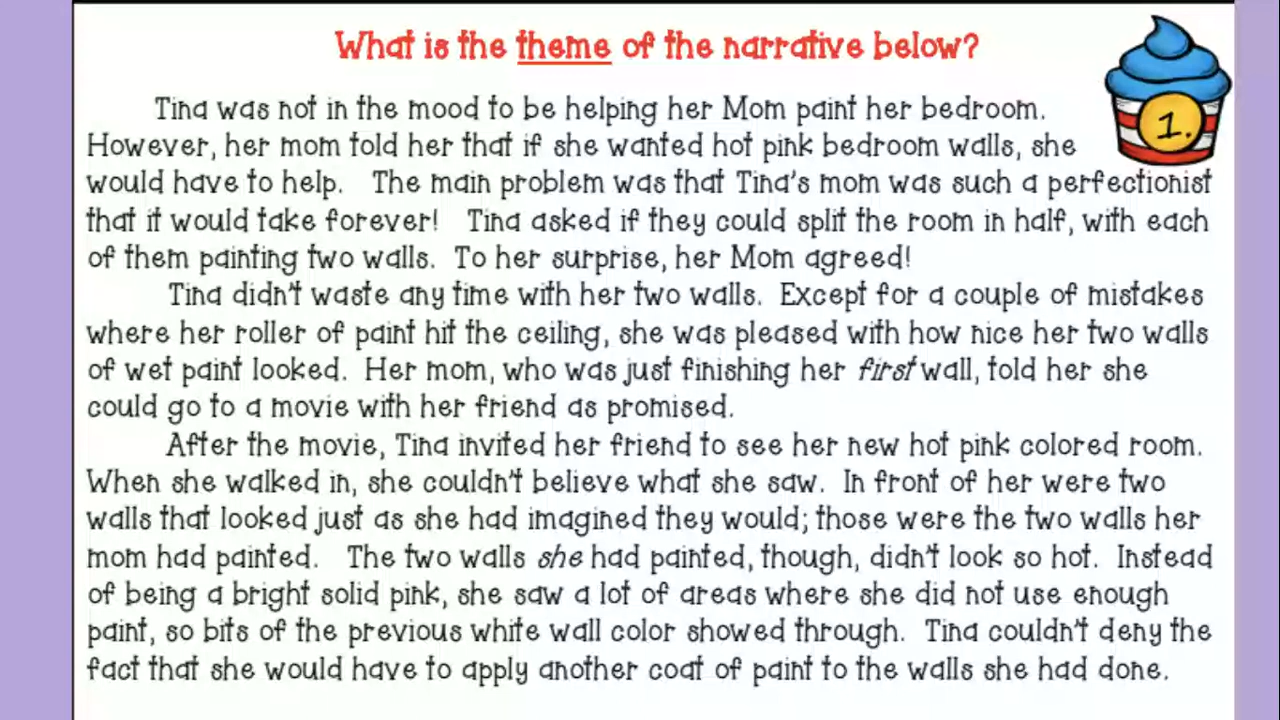 What is the theme of the narrative below?
1.
Tina was not in the mood to be helping her Mom paint her bedroom.
However, her mom told her that if she wanted hot pink bedroom walls, she
would have to help. The main problem was that Tina's mom was such a perfectionist
that it would take forever! Tina asked if they could split the room in half, with each
of them painting two walls. To her surprise, her Mom agreed!
Tina didn't waste any time with her two walls. Except for a couple of mistakes
where her roller of paint hit the ceiling, she was pleased with how nice her two walls
of wet paint looked. Her mom, who was just finishing her first wall, told her she
could go to a movie with her friend as promised.
After the movie, Tina invited her friend to see her new hot pink colored room.
When she walked in, she couldn't believe what she saw. In front of her were two
walls that looked just as she had imagined they would; those were the two walls her
mom had painted. The two walls she had painted, though, didn't look so hot. Instead
of being a bright solid pink, she saw a lot of areas where she did not use enough
paint, so bits of the previous white wall color showed through. Tina couldn't deny the
fact that she would have to apply another coat of paint to the walls she had done.